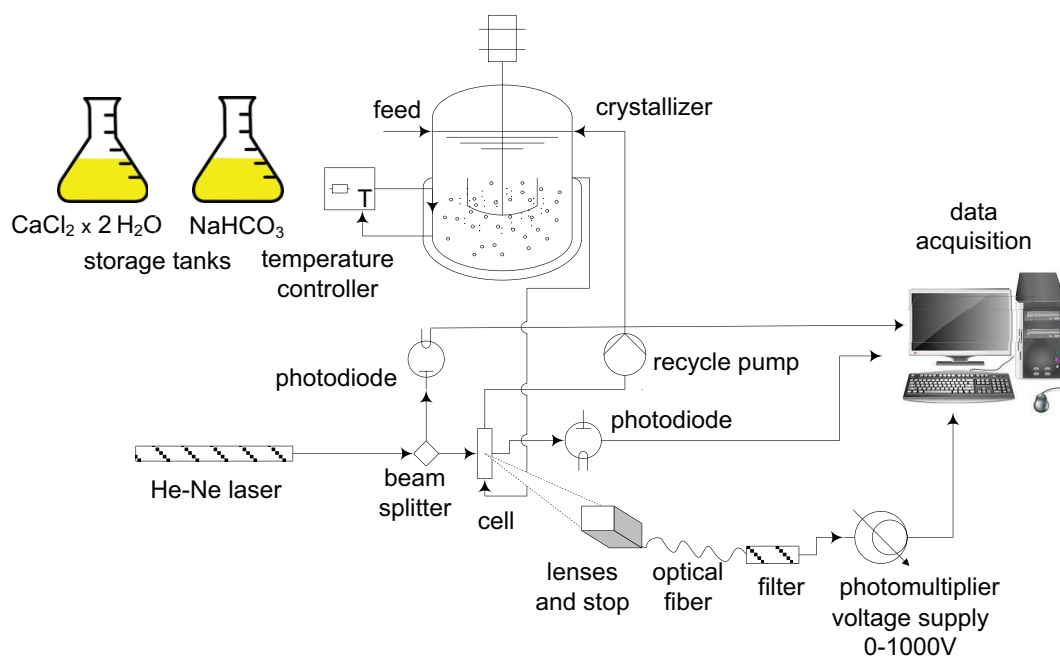 feed
crystallizer
T
CaCl₂ x 2 H₂O
NaHCO₃
storage tanks
temperature
controller
data
acquisition
photodiode
recycle pump
photodiode
He-Ne laser
beam
splitter
cell
lenses
and stop
optical
fiber
filter
photomultiplier
voltage supply
0-1000V